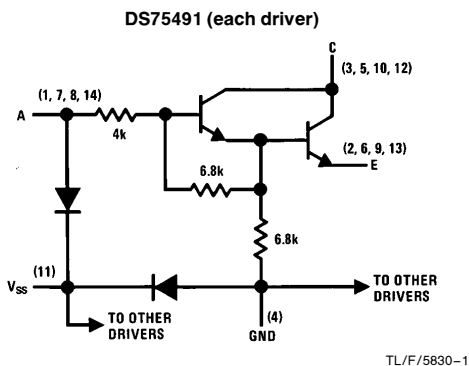 DS75491 (each driver)
C
(3, 5, 10, 12)
(1, 7, 8, 14)
A
4k
(2, 6, 9, 13)
E
6.8k
6.8k
(11)
VSS
TO OTHER
DRIVERS
TO OTHER
DRIVERS
(4)
GND
TL/F/5830–1